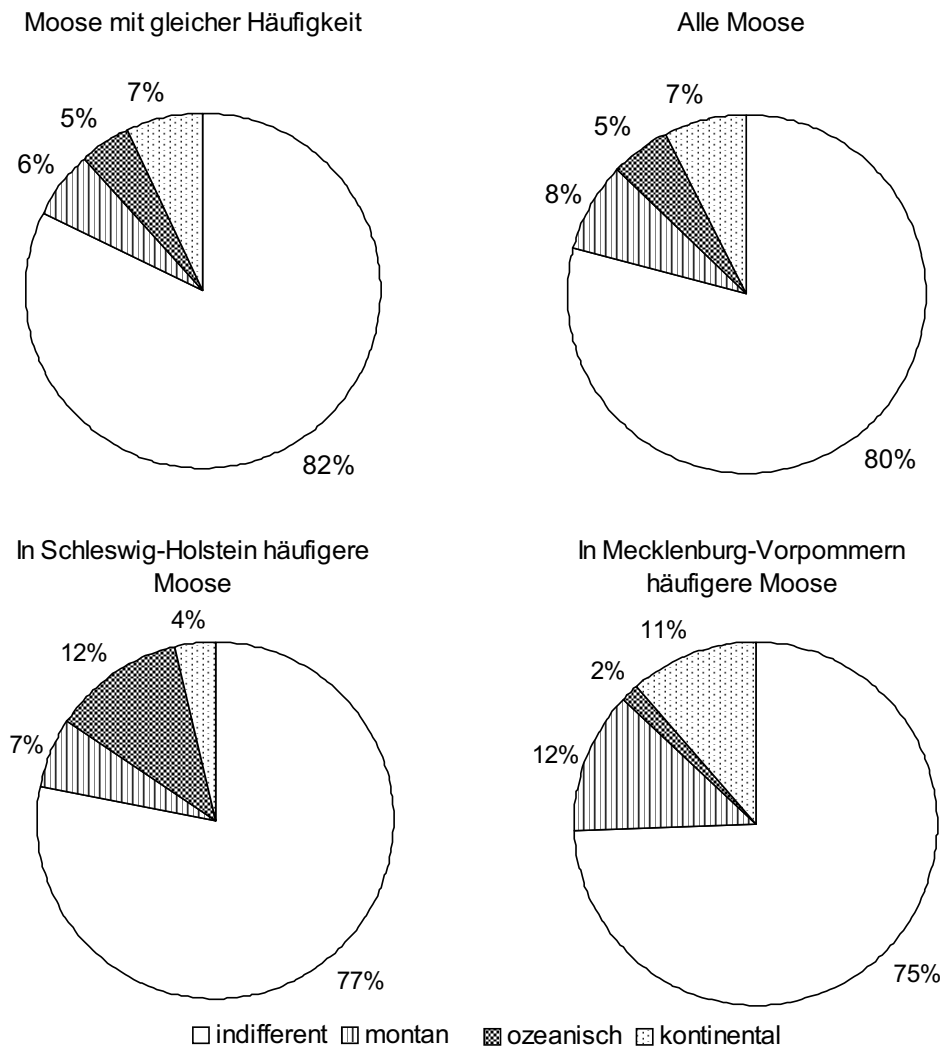 Moose mit gleicher Häufigkeit
7%
5%
6%
82%
Alle Moose
7%
5%
8%
80%
In Schleswig-Holstein häufigere
Moose
4%
12%
7%
77%
In Mecklenburg-Vorpommern
häufigere Moose
11%
2%
12%
75%
indifferent montan ozeanisch kontinental